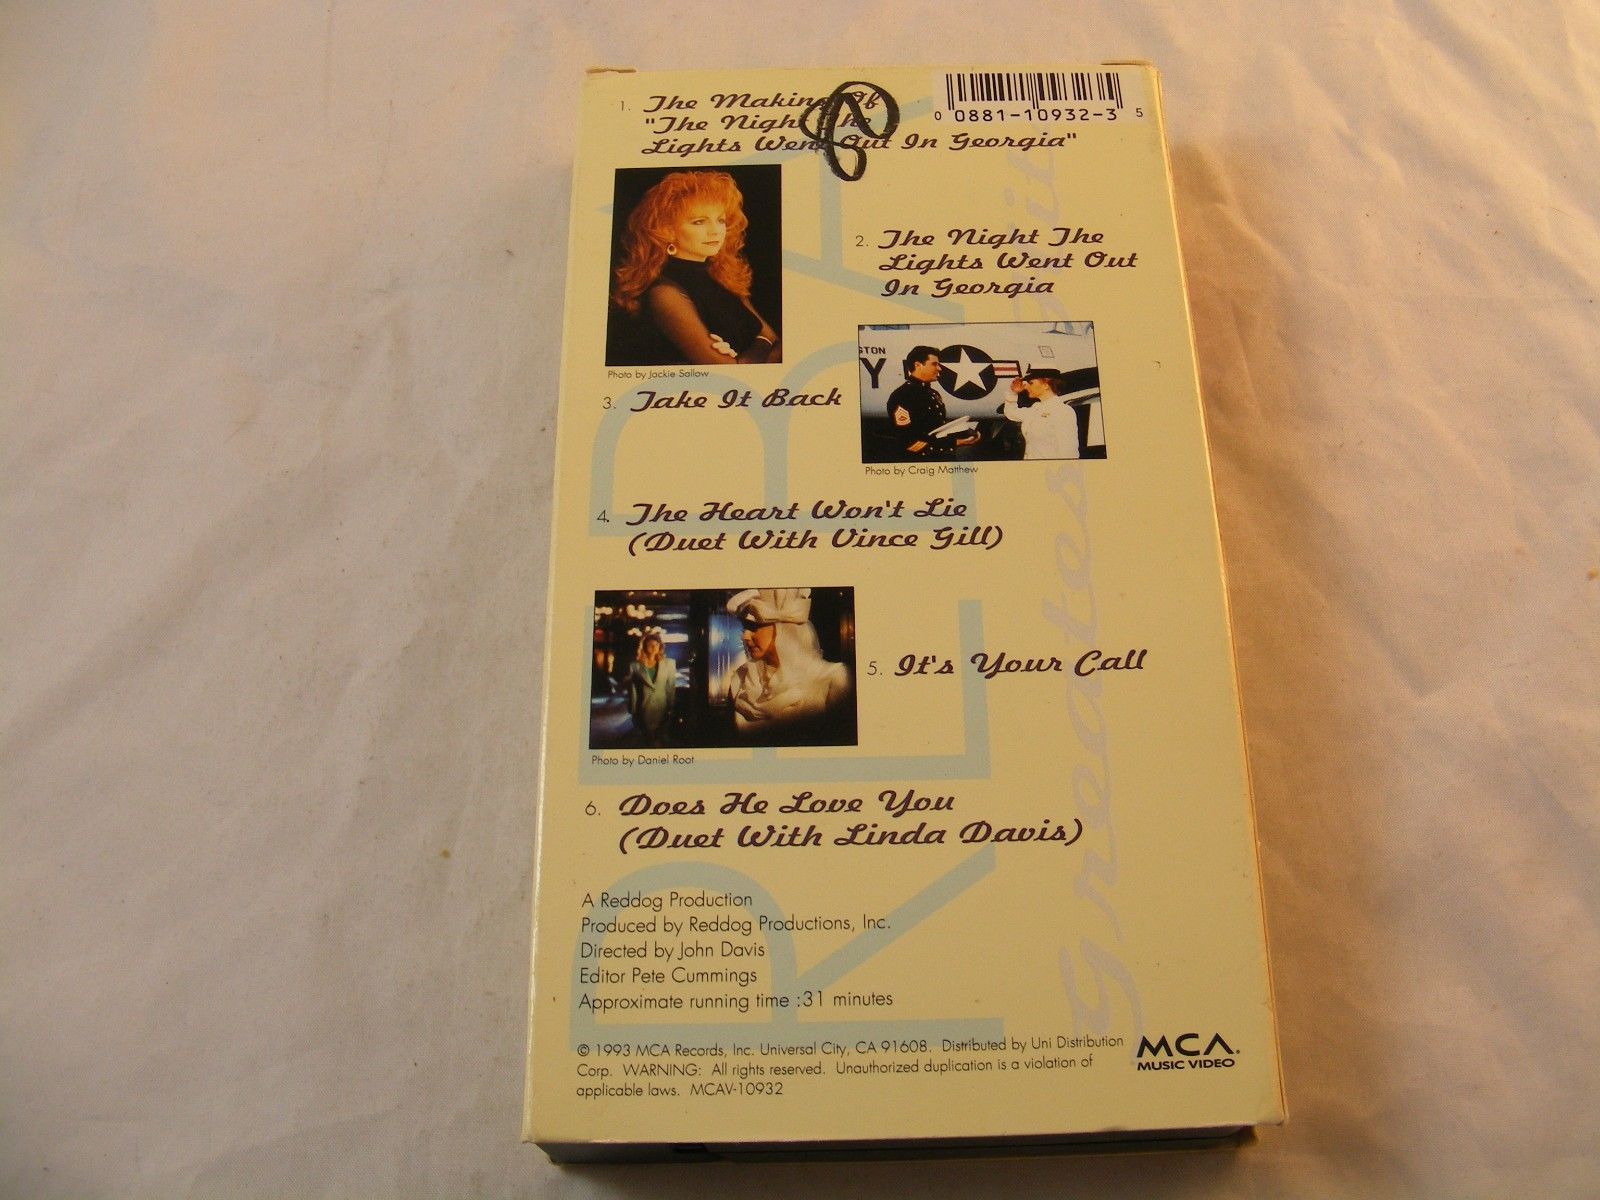 1. The Making Of
"The Night The
Lights Went Out In Georgia"
0 0881-10932-3 5
Photo by Jackie Sallow
2. The Night The
Lights Went Out
In Georgia
STON
Y
Photo by Craig Matthew
3. Take It Back
4. The Heart Won't Lie
(Duet With Vince Gill)
Photo by Daniel Root
5. It's Your Call
6. Does He Love You
(Duet With Linda Davis)
A Reddog Production
Produced by Reddog Productions, Inc.
Directed by John Davis
Editor Pete Cummings
Approximate running time :31 minutes
© 1993 MCA Records, Inc. Universal City, CA 91608. Distributed by Uni Distribution
Corp. WARNING: All rights reserved. Unauthorized duplication is a violation of
applicable laws. MCAV-10932
MCA.
MUSIC VIDEO
REBA
Greatest